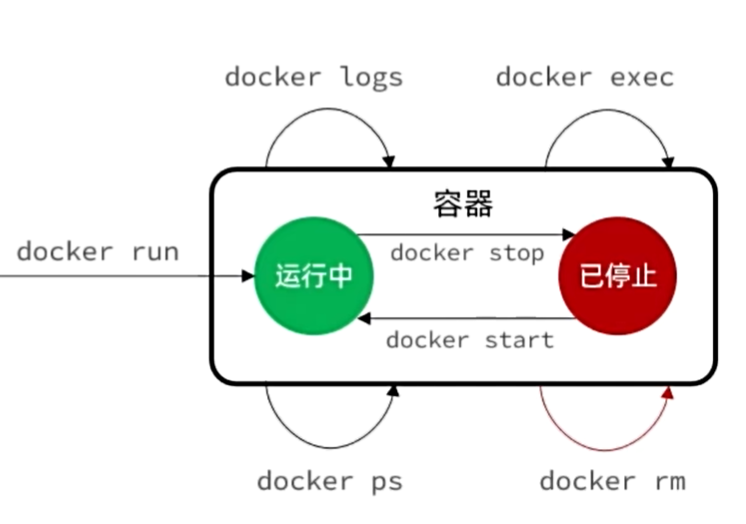 docker logs
docker exec
容器
docker run
运行中
docker stop
已停止
docker start
docker ps
docker rm